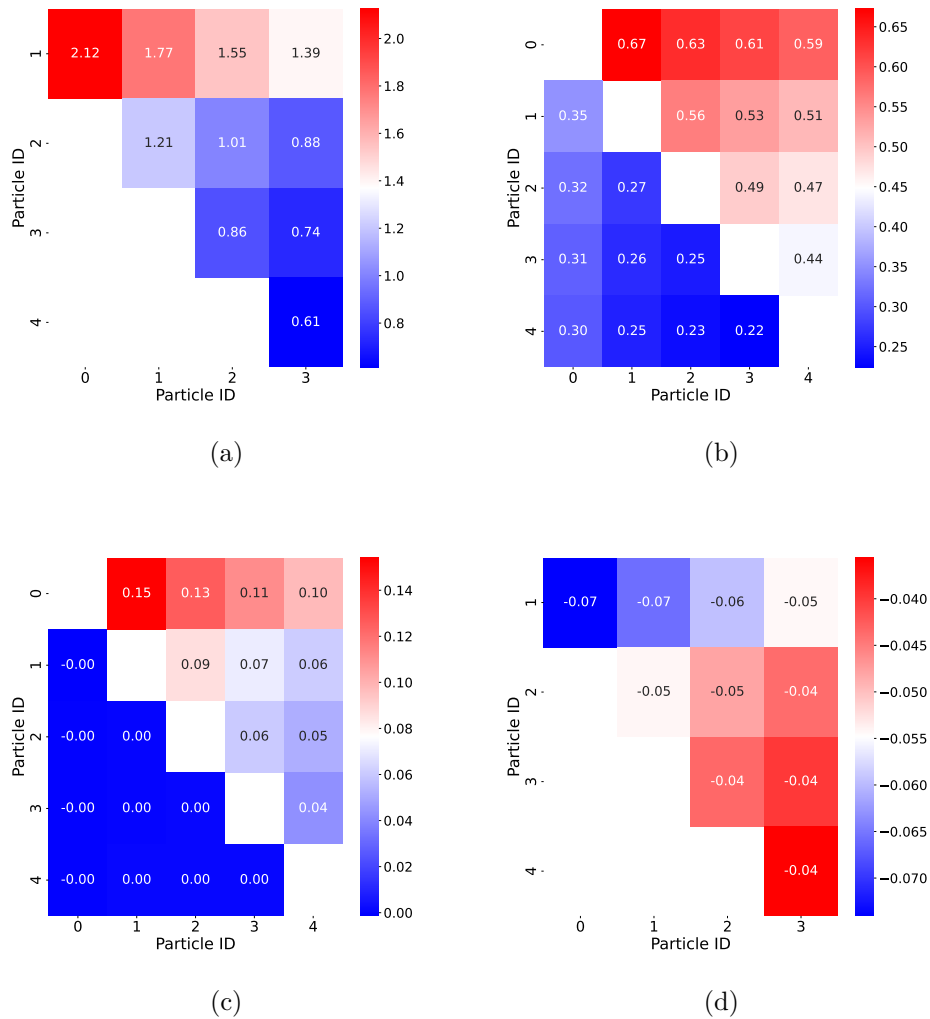 1 2.12 1.77 1.55 1.39
2 1.21 1.01 0.88
3 0.86 0.74
4 0.61
0 1 2 3
Particle ID
Particle ID
2.0
1.8
1.6
1.4
1.2
1.0
0.8
(a)
0 0.67 0.63 0.61 0.59
1 0.35 0.56 0.53 0.51
2 0.32 0.27 0.49 0.47
3 0.31 0.26 0.25 0.44
4 0.30 0.25 0.23 0.22
0 1 2 3 4
Particle ID
Particle ID
0.65
0.60
0.55
0.50
0.45
0.40
0.35
0.30
0.25
(b)
0 0.15 0.13 0.11 0.10
1 -0.00 0.09 0.07 0.06
2 -0.00 0.00 0.06 0.05
3 -0.00 0.00 0.00 0.04
4 -0.00 0.00 0.00 0.00
0 1 2 3 4
Particle ID
Particle ID
0.14
0.12
0.10
0.08
0.06
0.04
0.02
0.00
(c)
1 -0.07 -0.07 -0.06 -0.05
2 -0.05 -0.05 -0.04
3 -0.04 -0.04
4 -0.04
0 1 2 3
Particle ID
Particle ID
−0.040
−0.045
−0.050
−0.055
−0.060
−0.065
−0.070
(d)